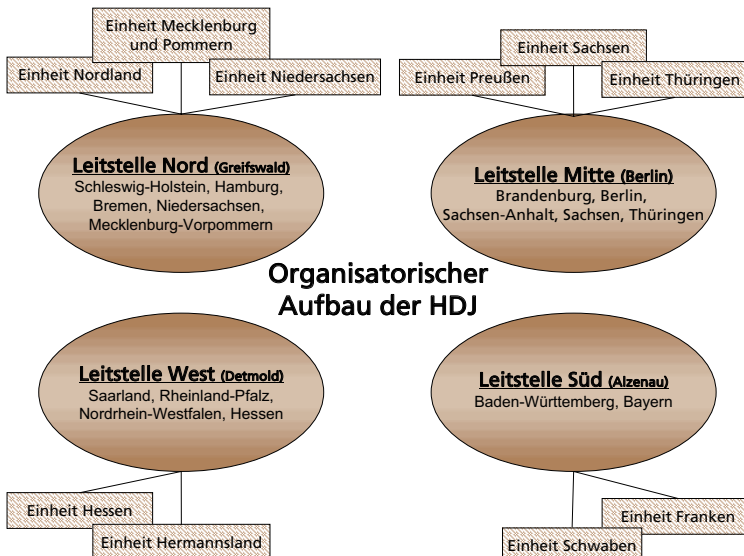 Einheit Mecklenburg
und Pommern
Einheit Nordland
Einheit Niedersachsen
Einheit Sachsen
Einheit Preußen
Einheit Thüringen
Leitstelle Nord (Greifswald)
Schleswig-Holstein, Hamburg,
Bremen, Niedersachsen,
Mecklenburg-Vorpommern
Leitstelle Mitte (Berlin)
Brandenburg, Berlin,
Sachsen-Anhalt, Sachsen, Thüringen
Organisatorischer
Aufbau der HDJ
Leitstelle West (Detmold)
Saarland, Rheinland-Pfalz,
Nordrhein-Westfalen, Hessen
Leitstelle Süd (Alzenau)
Baden-Württemberg, Bayern
Einheit Hessen
Einheit Hermannsland
Einheit Franken
Einheit Schwaben